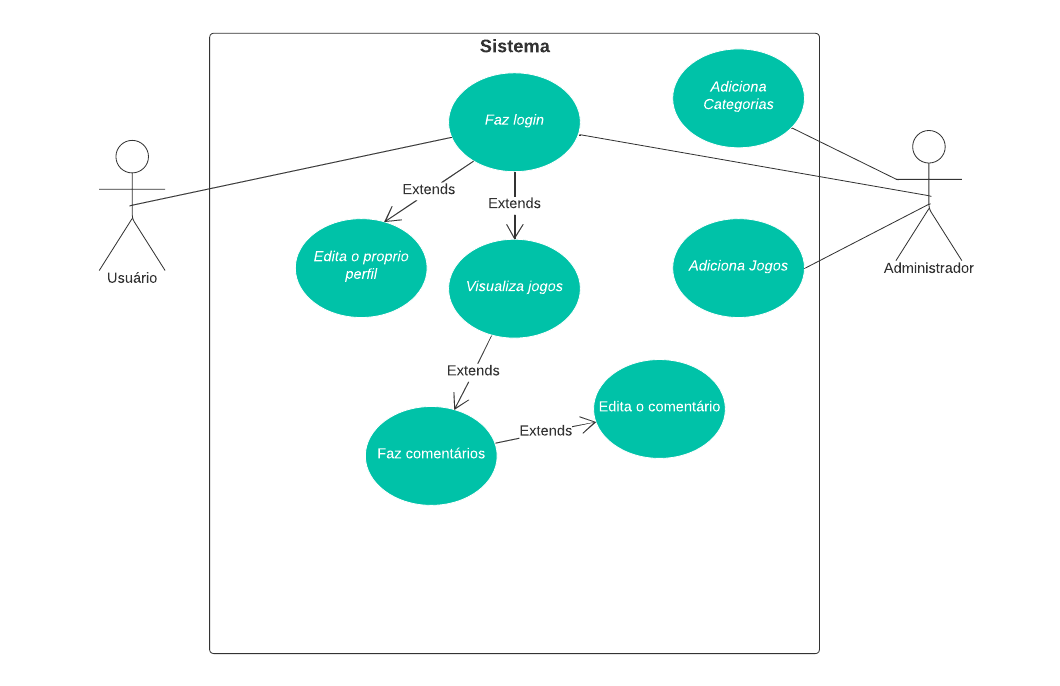 Sistema
Adiciona
Categorias
Faz login
Extends
Extends
Edita o proprio
perfil
Visualiza jogos
Adiciona Jogos
Usuário
Administrador
Extends
Edita o comentário
Extends
Faz comentários